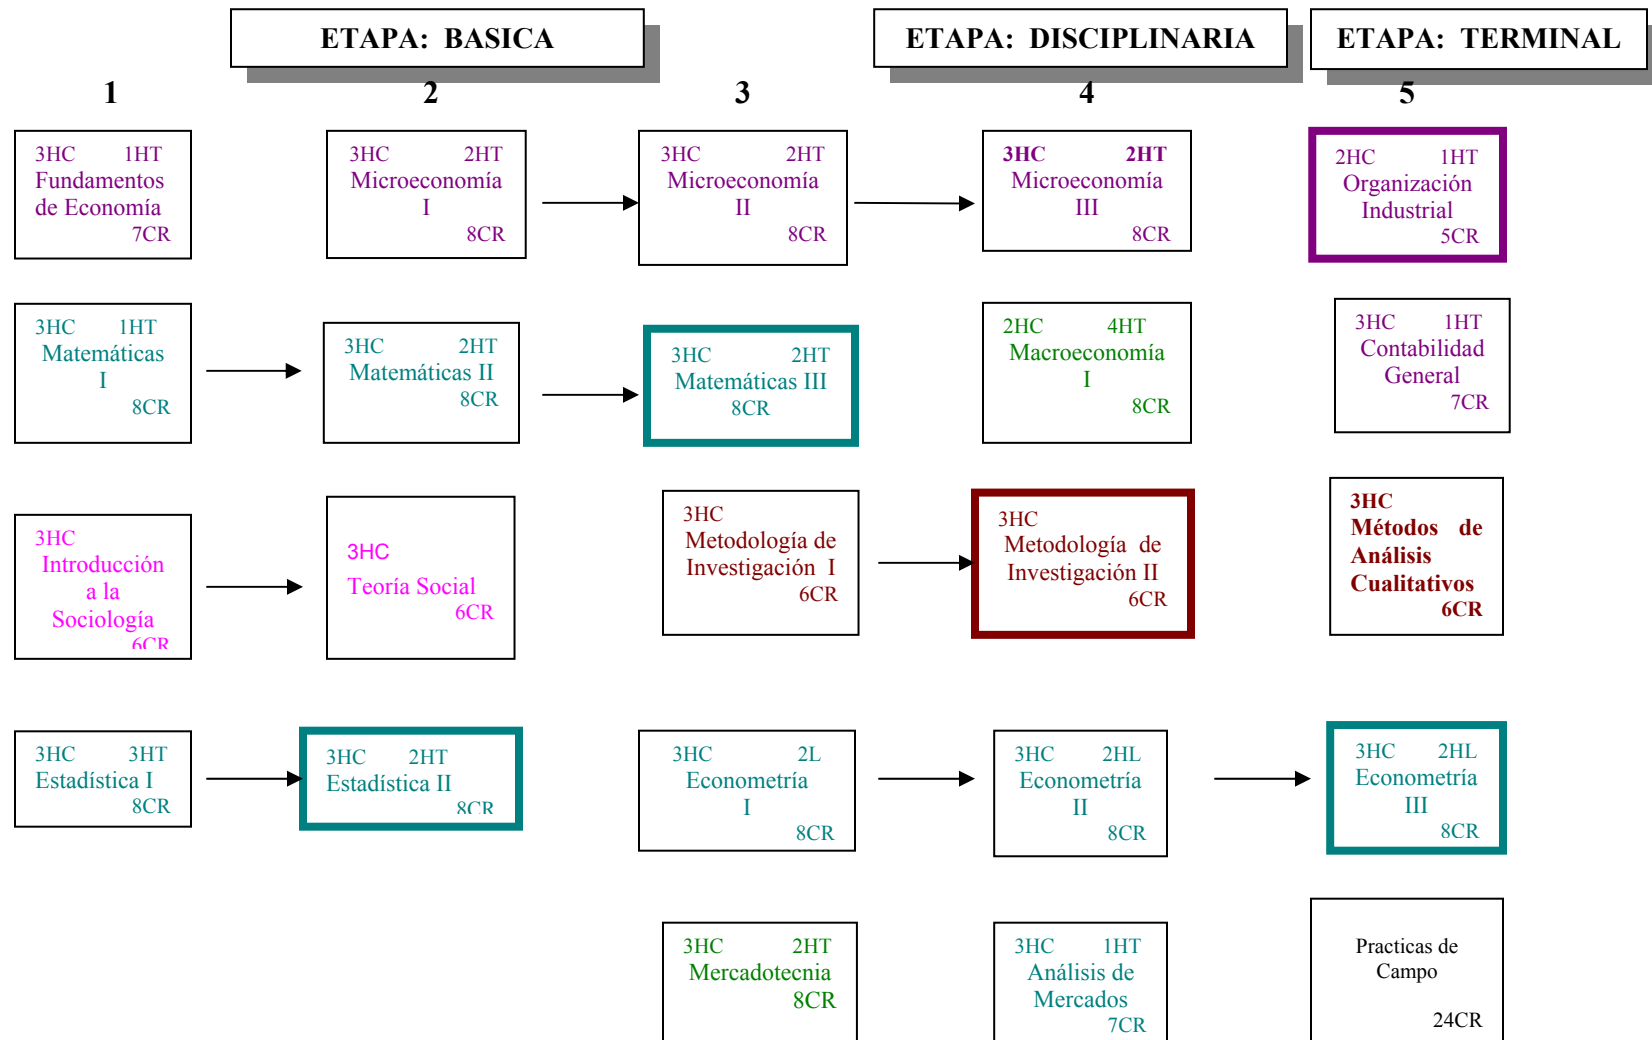 ETAPA: BASICA
ETAPA: DISCIPLINARIA
ETAPA: TERMINAL
1
2
3
4
5
3HC 1HT
Fundamentos
de Economía
7CR
3HC 2HT
Microeconomía
I
8CR
3HC 2HT
Microeconomía
II
8CR
3HC 2HT
Microeconomía
III
8CR
2HC 1HT
Organización
Industrial
5CR
3HC 1HT
Matemáticas
I
8CR
3HC 2HT
Matemáticas II
8CR
3HC 2HT
Matemáticas III
8CR
2HC 4HT
Macroeconomía
I
8CR
3HC 1HT
Contabilidad
General
7CR
3HC
Introducción
a la
Sociología
6CR
3HC
Teoría Social
6CR
3HC
Metodología de
Investigación I
6CR
3HC
Metodología de
Investigación II
6CR
3HC
Métodos de
Análisis
Cualitativos
6CR
3HC 3HT
Estadística I
8CR
3HC 2HT
Estadística II
8CR
3HC 2L
Econometría
I
8CR
3HC 2HL
Econometría
II
8CR
3HC 2HL
Econometría
III
8CR
3HC 2HT
Mercadotecnia
8CR
3HC 1HT
Análisis de
Mercados
7CR
Practicas de
Campo
24CR